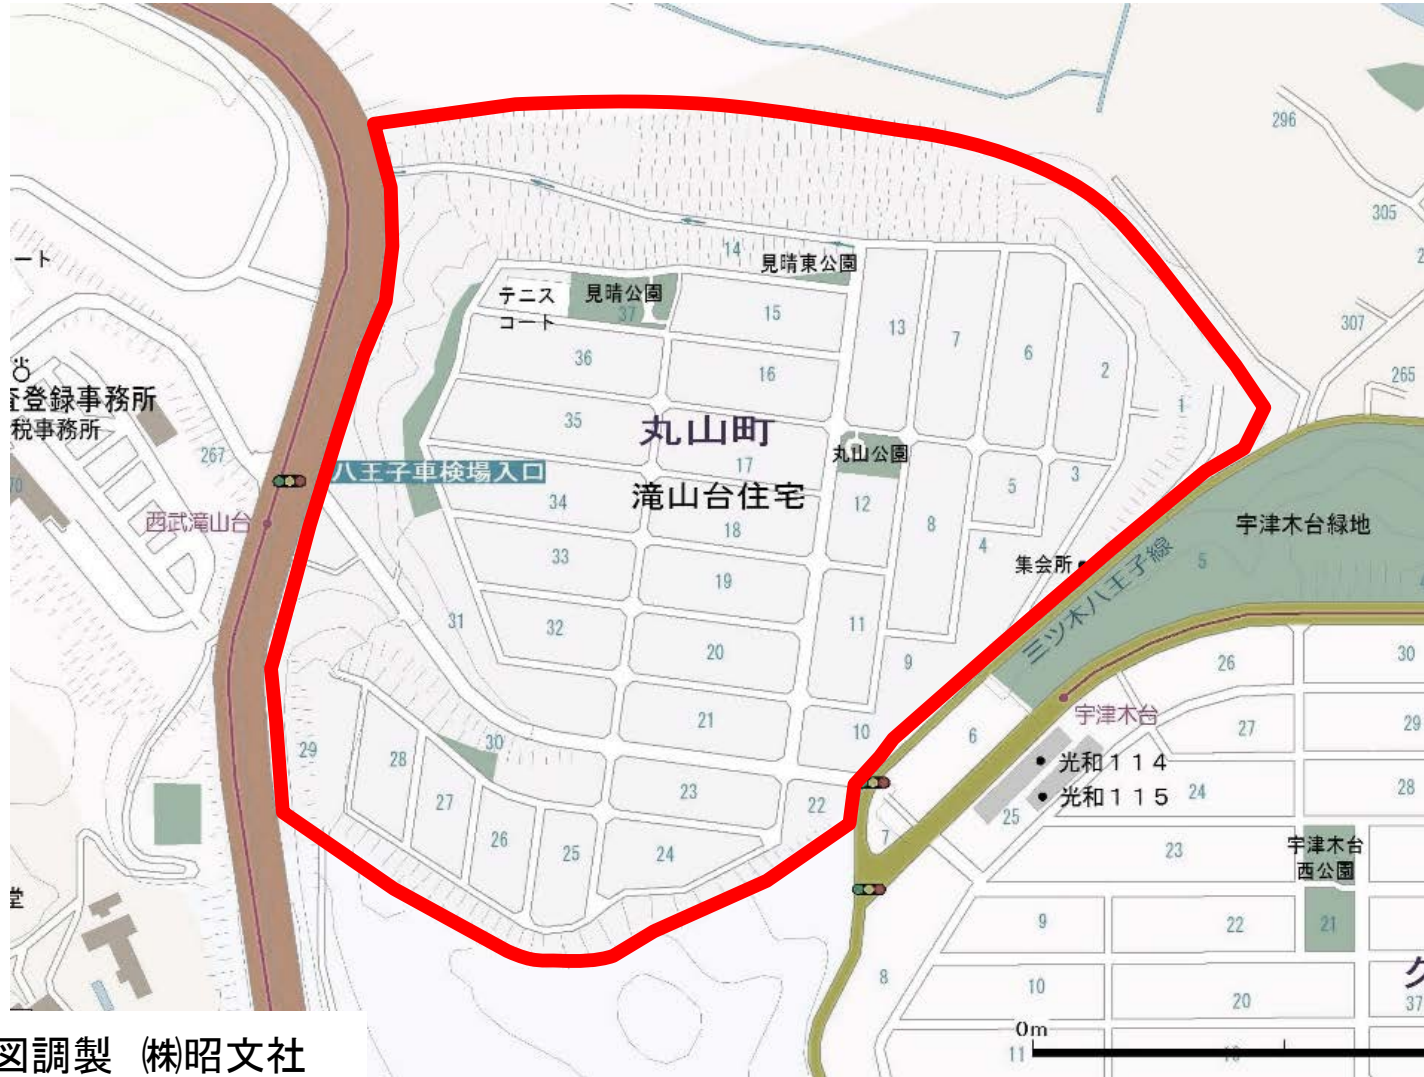 296
305
307
265
ート
査登録事務所
税事務所
267
70
西武滝山台
八王子車検場入口
14
見晴東公園
テニス
コート
見晴公園
37
15
13
7
6
2
1
36
16
35
丸山町
17
丸山公園
滝山台住宅
34
18
12
5
3
8
4
33
19
集会所
31
32
20
11
9
三ツ木八王子線
5
宇津木台緑地
21
10
6
宇津木台
26
30
27
29
29
28
30
23
22
光和114
光和115
24
28
27
26
25
24
7
25
23
宇津木台
西公園
9
22
21
8
10
20
37
堂
0m
11
図調製 ㈱昭文社